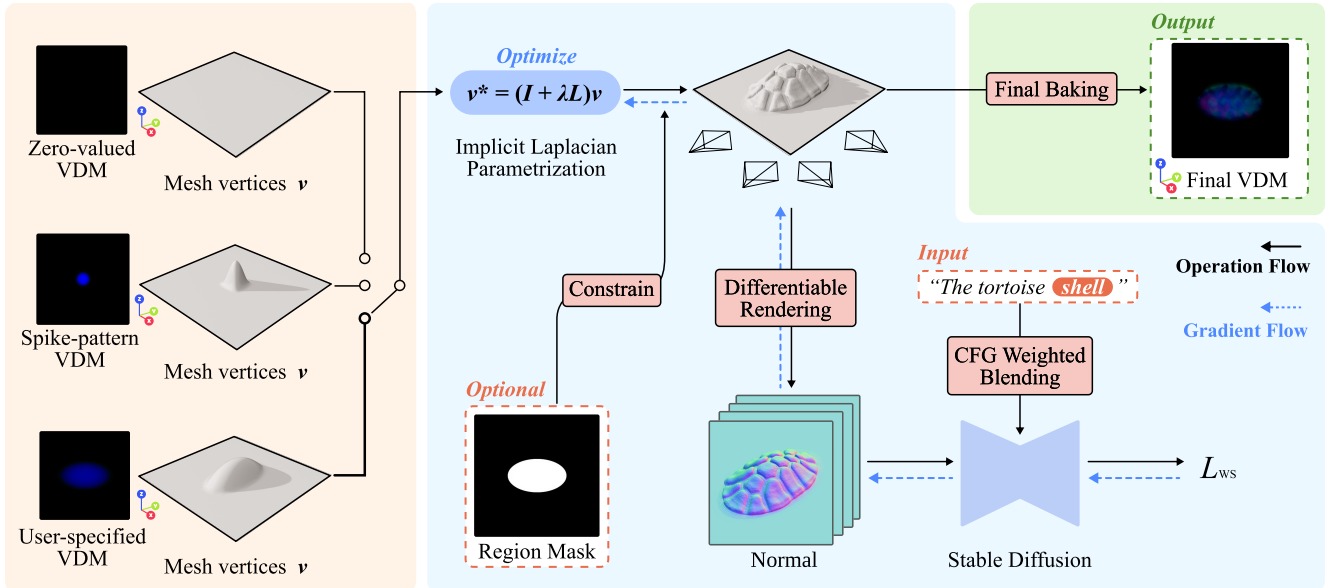 Zero-valued
VDM
Mesh vertices v
Spike-pattern
VDM
Mesh vertices v
User-specified
VDM
Mesh vertices v
Z
Y
X
Z
Y
X
Z
Y
X
Optimize
v* = (I + λL)v
Implicit Laplacian
Parametrization
Constrain
Optional
Region Mask
Differentiable
Rendering
Normal
Input
“The tortoise shell ”
CFG Weighted
Blending
Stable Diffusion
LWS
Final Baking
Output
Z
Y
X
Final VDM
Operation Flow
Gradient Flow